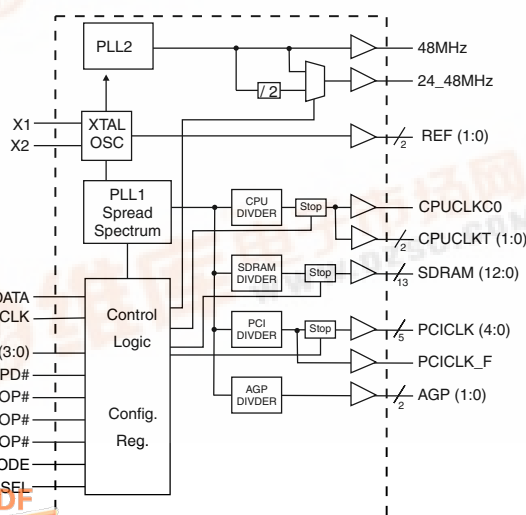 PLL2
48MHz
/ 2
24_48MHz
X1
X2
XTAL
OSC
REF (1:0)
2
PLL1
Spread
Spectrum
CPU
DIVDER
Stop
CPUCLKC0
CPUCLKT (1:0)
2
SDRAM
DIVDER
Stop
SDRAM (12:0)
13
PCI
DIVDER
Stop
PCICLK (4:0)
5
PCICLK_F
AGP
DIVDER
AGP (1:0)
2
Control
Logic
Config.
Reg.
DATA
CLK
(3:0)
PD#
OP#
OP#
OP#
ODE
SEL
DF